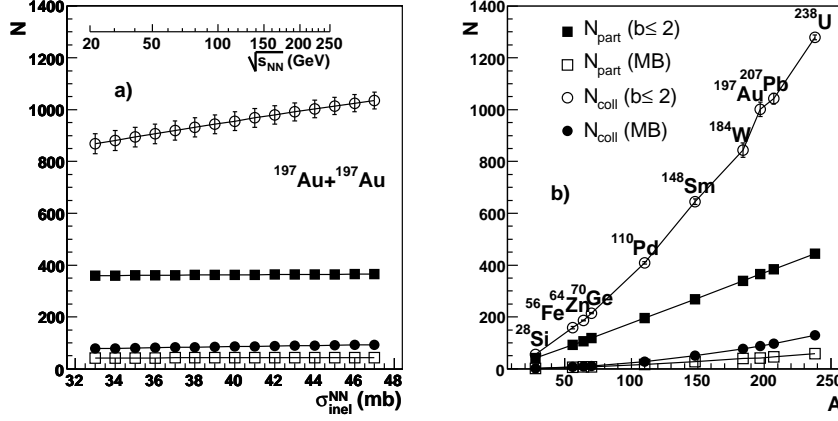 N
1400
1200
1000
800
600
400
200
0
20 50 100 150 200 250
√s_NN (GeV)
a)
¹⁹⁷Au+¹⁹⁷Au
32 34 36 38 40 42 44 46 48
σ^NN_inel (mb)
N
1400
1200
1000
800
600
400
200
0
N_part (b≤ 2)
N_part (MB)
N_coll (b≤ 2)
N_coll (MB)
b)
²³⁸U
²⁰⁷Pb
¹⁹⁷Au
¹⁸⁴W
¹⁴⁸Sm
¹¹⁰Pd
⁷⁰Ge
⁶⁴Zn
⁵⁶Fe
²⁸Si
50 100 150 200 250
A